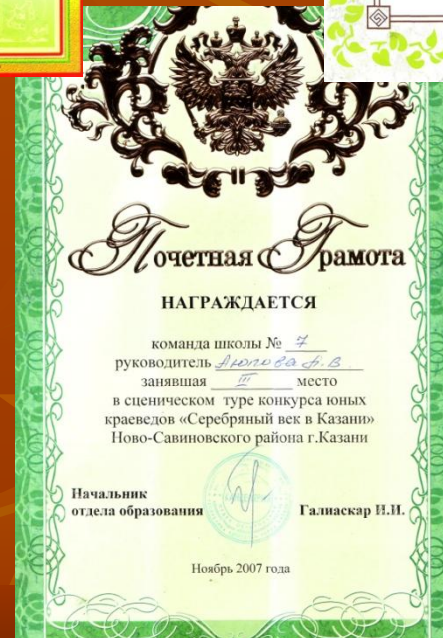 Почетная Грамота
НАГРАЖДАЕТСЯ
команда школы № 7
руководитель Аюпова А.В.
занявшая III место
в сценическом туре конкурса юных
краеведов «Серебряный век в Казани»
Ново-Савиновского района г.Казани
Начальник
отдела образования Галиаскар И.И.
Ноябрь 2007 года